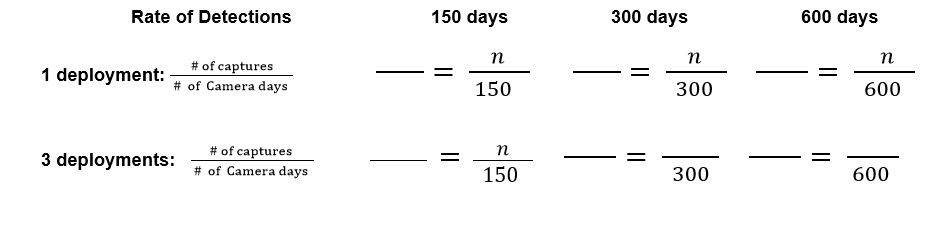 Rate of Detections 150 days 300 days 600 days
1 deployment: # of captures / # of Camera days ___ = n / 150 ___ = n / 300 ___ = n / 600
3 deployments: # of captures / # of Camera days ___ = n / 150 ___ = ___ / 300 ___ = ___ / 600